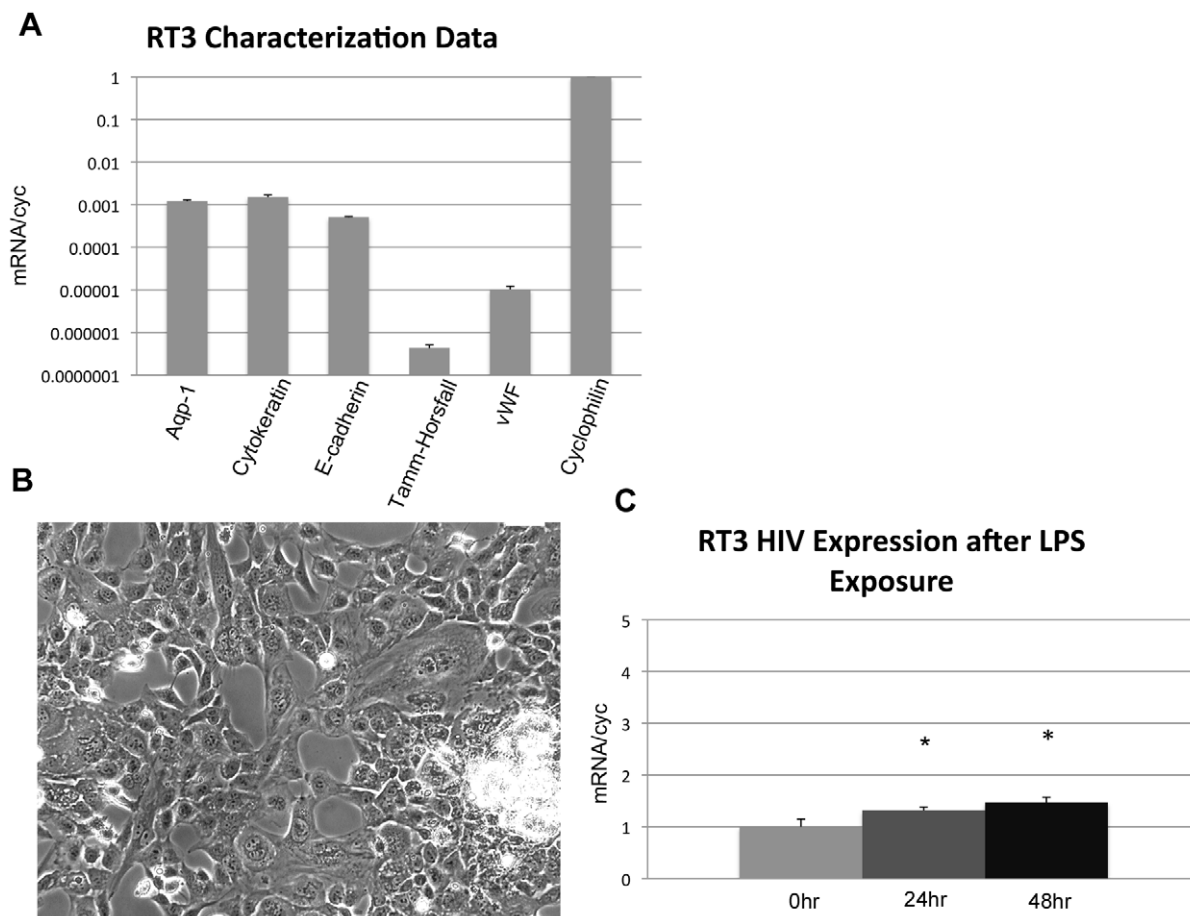 A
RT3 Characterization Data
1
0.1
0.01
0.001
0.0001
0.00001
0.000001
0.0000001
mRNA/cyc
Aqp-1
Cytokeratin
E-cadherin
Tamm-Horsfall
vWF
Cyclophilin
B
C
RT3 HIV Expression after LPS
Exposure
5
4
3
2
1
0
mRNA/cyc
*
*
0hr
24hr
48hr